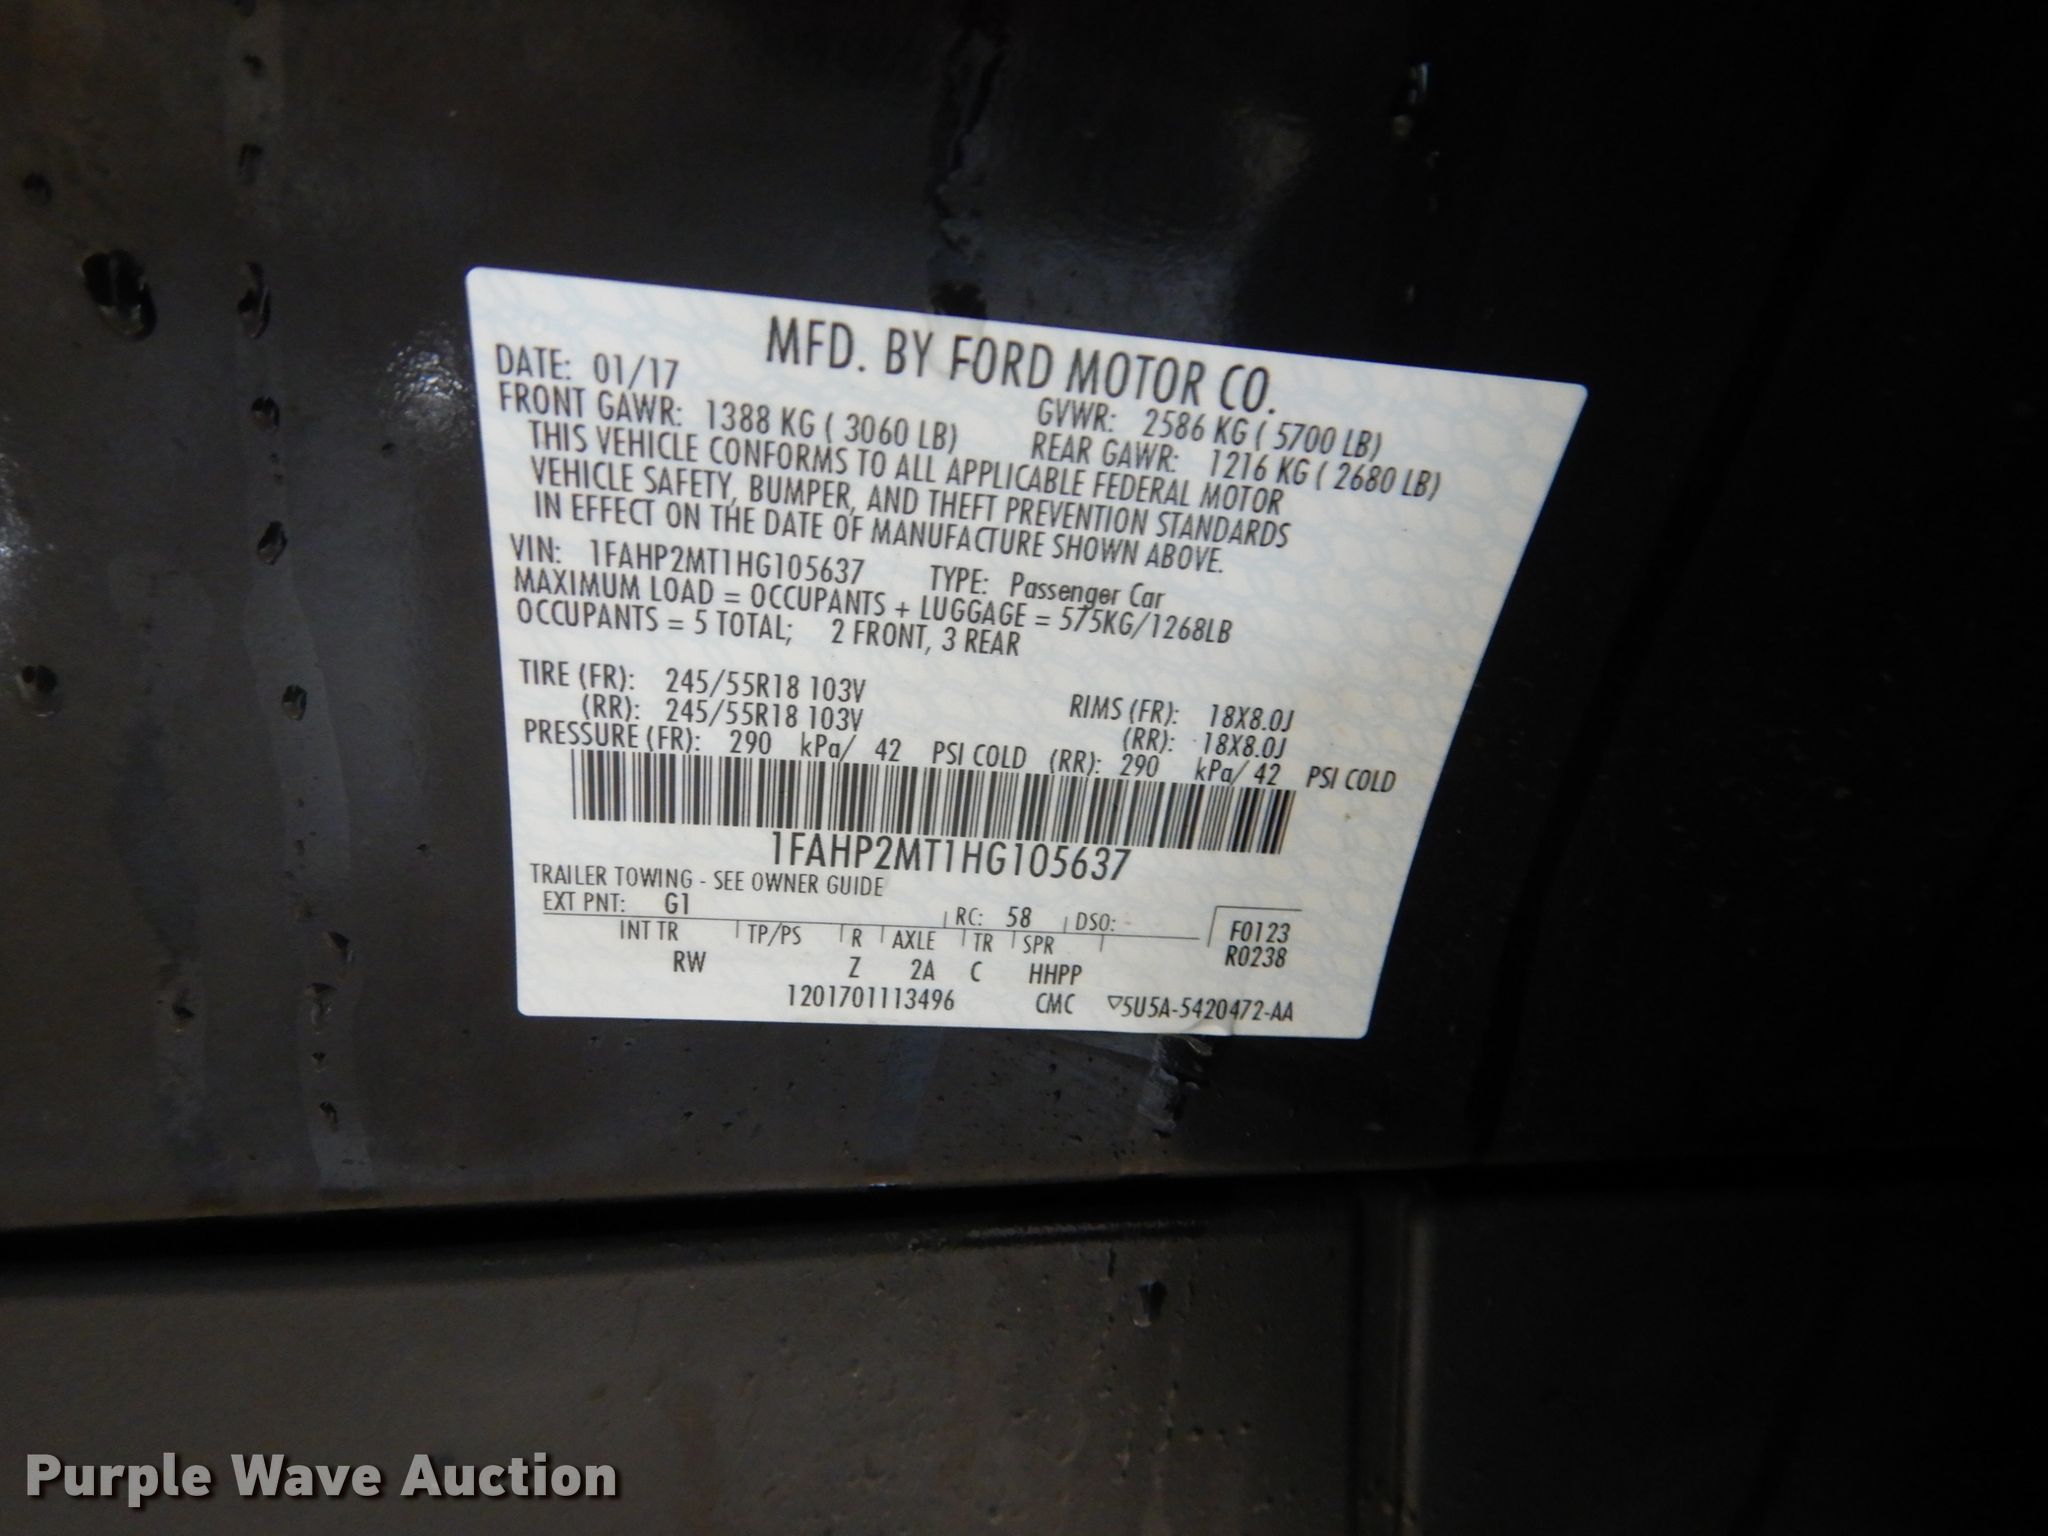 MFD. BY FORD MOTOR CO.
DATE: 01/17 GVWR: 2586 KG ( 5700 LB)
FRONT GAWR: 1388 KG ( 3060 LB) REAR GAWR: 1216 KG ( 2680 LB)
THIS VEHICLE CONFORMS TO ALL APPLICABLE FEDERAL MOTOR
VEHICLE SAFETY, BUMPER, AND THEFT PREVENTION STANDARDS
IN EFFECT ON THE DATE OF MANUFACTURE SHOWN ABOVE.
VIN: 1FAHP2MT1HG105637 TYPE: Passenger Car
MAXIMUM LOAD = OCCUPANTS + LUGGAGE = 575KG/1268LB
OCCUPANTS = 5 TOTAL; 2 FRONT, 3 REAR
TIRE (FR): 245/55R18 103V RIMS (FR): 18X8.0J
(RR): 245/55R18 103V (RR): 18X8.0J
PRESSURE (FR): 290 kPa/ 42 PSI COLD (RR): 290 kPa/ 42 PSI COLD
1FAHP2MT1HG105637
TRAILER TOWING - SEE OWNER GUIDE
EXT PNT: G1 RC: 58 DSO: F0123
INT TR TP/PS R AXLE TR SPR R0238
RW Z 2A C HHPP
1201701113496 CMC ▽5U5A-5420472-AA
Purple Wave Auction